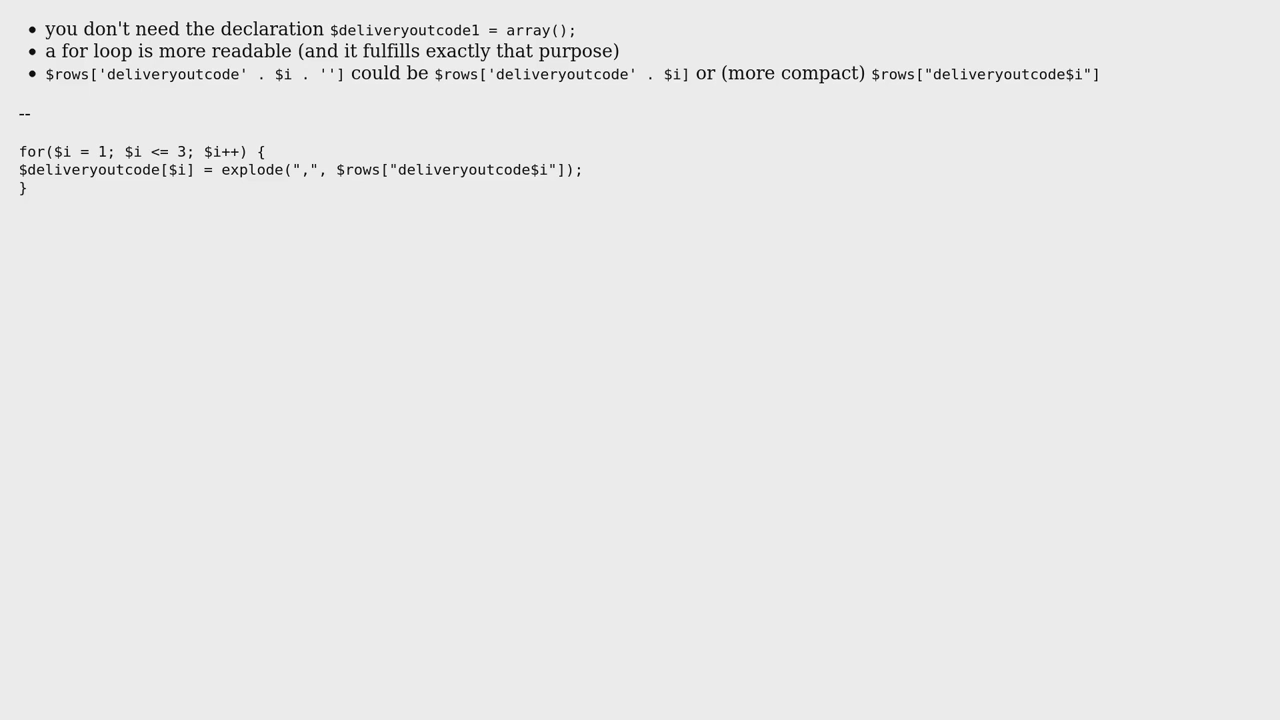 • you don't need the declaration $deliveryoutcode1 = array();
• a for loop is more readable (and it fulfills exactly that purpose)
• $rows['deliveryoutcode' . $i . ''] could be $rows['deliveryoutcode' . $i] or (more compact) $rows["deliveryoutcode$i"]
--
for($i = 1; $i <= 3; $i++) {
$deliveryoutcode[$i] = explode(",", $rows["deliveryoutcode$i"]);
}